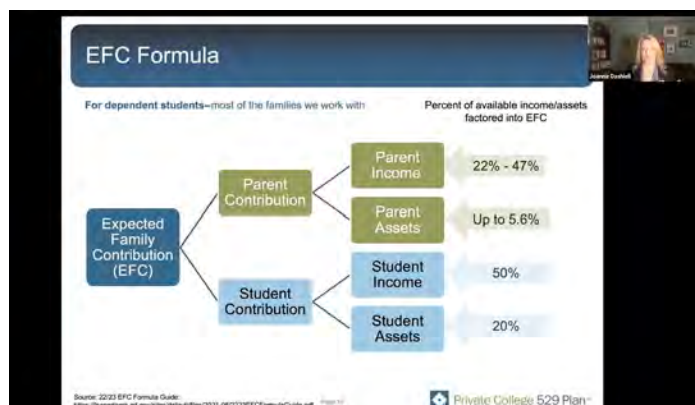 EFC Formula
For dependent students–most of the families we work with
Percent of available income/assets
factored into EFC
Expected
Family
Contribution
(EFC)
Parent
Contribution
Student
Contribution
Parent
Income
22% - 47%
Parent
Assets
Up to 5.6%
Student
Income
50%
Student
Assets
20%
Source: 22/23 EFC Formula Guide:
Private College 529 Plan